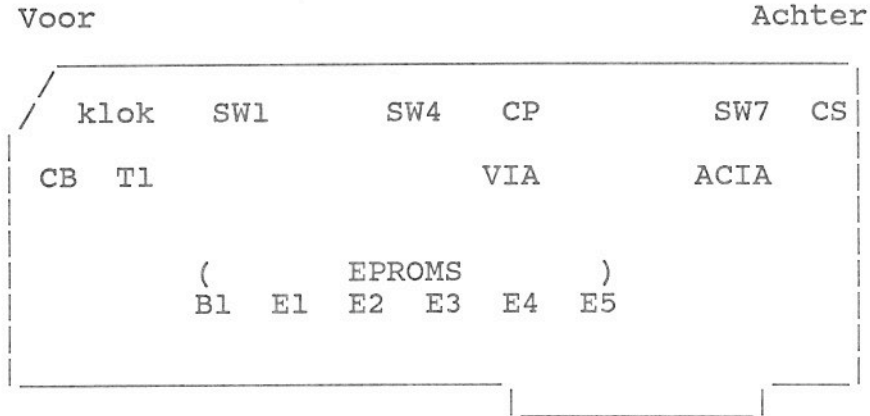 Voor Achter
klok SW1 SW4 CP SW7 CS
CB T1 VIA ACIA
( EPROMS )
B1 E1 E2 E3 E4 E5